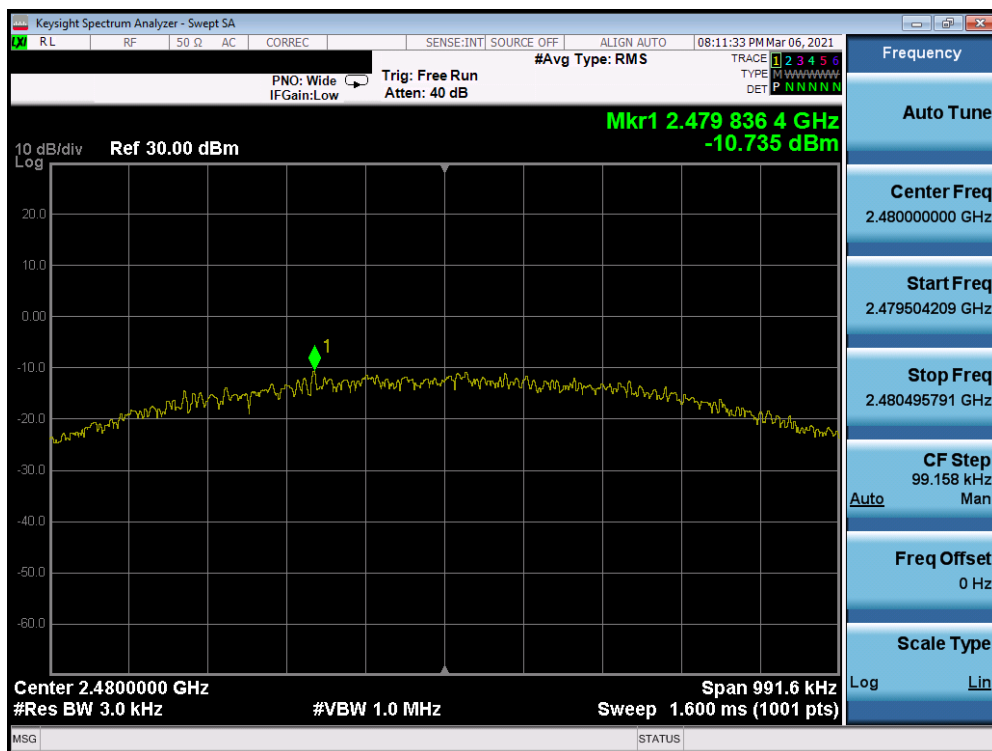 Keysight Spectrum Analyzer - Swept SA
LXI RL RF 50 Ω AC CORREC SENSE:INT SOURCE OFF ALIGN AUTO 08:11:33 PM Mar 06, 2021
#Avg Type: RMS
TRACE 1 2 3 4 5 6
PNO: Wide Trig: Free Run TYPE M WWWWW
IFGain:Low Atten: 40 dB DET P N N N N N
Mkr1 2.479 836 4 GHz
-10.735 dBm
10 dB/div Ref 30.00 dBm
Log
20.0
10.0
0.00
-10.0
-20.0
-30.0
-40.0
-50.0
-60.0
1
Center 2.4800000 GHz Span 991.6 kHz
#Res BW 3.0 kHz #VBW 1.0 MHz Sweep 1.600 ms (1001 pts)
MSG STATUS
Frequency
Auto Tune
Center Freq
2.480000000 GHz
Start Freq
2.479504209 GHz
Stop Freq
2.480495791 GHz
CF Step
99.158 kHz
Auto Man
Freq Offset
0 Hz
Scale Type
Log Lin